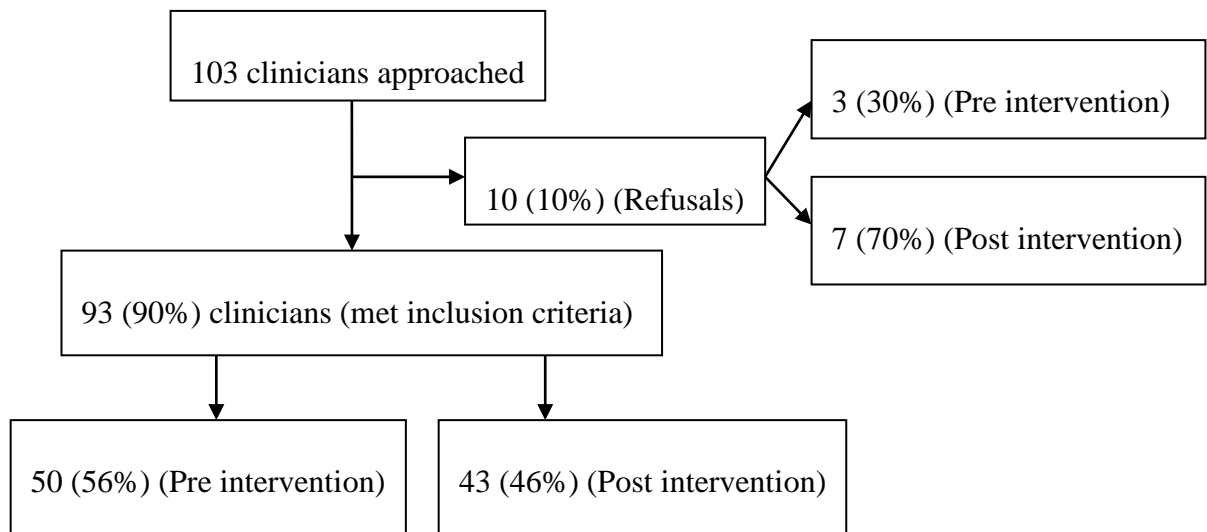 103 clinicians approached
3 (30%) (Pre intervention)
10 (10%) (Refusals)
7 (70%) (Post intervention)
93 (90%) clinicians (met inclusion criteria)
50 (56%) (Pre intervention)
43 (46%) (Post intervention)